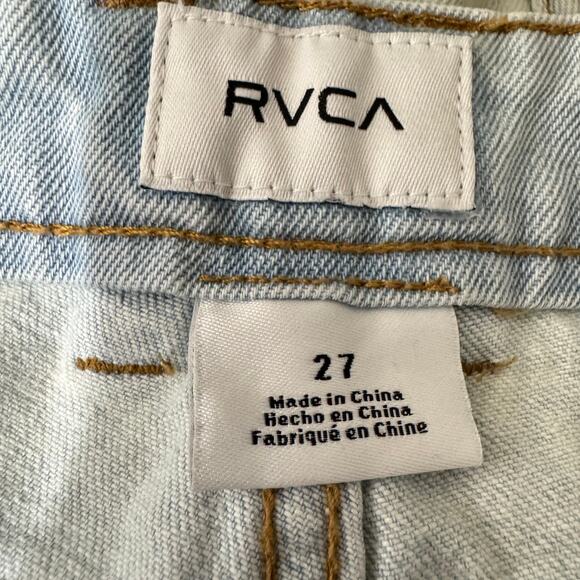 RVCA
27
Made in China
Hecho en China
Fabriqué en Chine